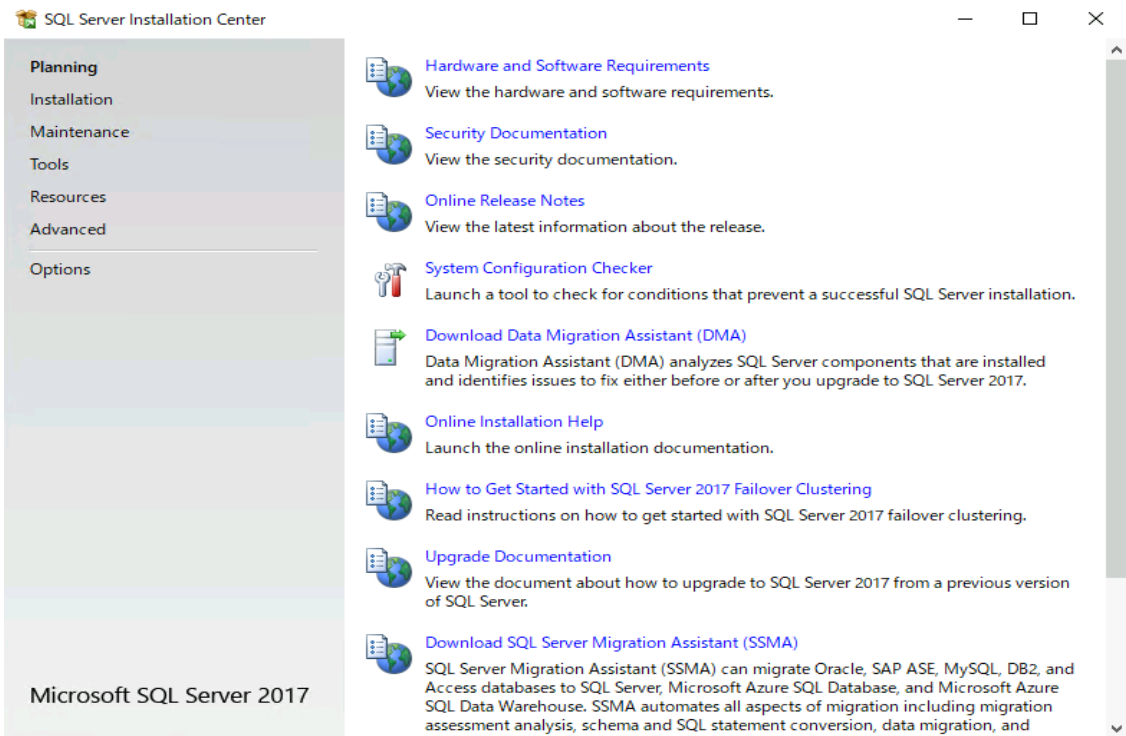 SQL Server Installation Center
Planning
Installation
Maintenance
Tools
Resources
Advanced
Options
Microsoft SQL Server 2017
Hardware and Software Requirements
View the hardware and software requirements.
Security Documentation
View the security documentation.
Online Release Notes
View the latest information about the release.
System Configuration Checker
Launch a tool to check for conditions that prevent a successful SQL Server installation.
Download Data Migration Assistant (DMA)
Data Migration Assistant (DMA) analyzes SQL Server components that are installed
and identifies issues to fix either before or after you upgrade to SQL Server 2017.
Online Installation Help
Launch the online installation documentation.
How to Get Started with SQL Server 2017 Failover Clustering
Read instructions on how to get started with SQL Server 2017 failover clustering.
Upgrade Documentation
View the document about how to upgrade to SQL Server 2017 from a previous version
of SQL Server.
Download SQL Server Migration Assistant (SSMA)
SQL Server Migration Assistant (SSMA) can migrate Oracle, SAP ASE, MySQL, DB2, and
Access databases to SQL Server, Microsoft Azure SQL Database, and Microsoft Azure
SQL Data Warehouse. SSMA automates all aspects of migration including migration
assessment analysis, schema and SQL statement conversion, data migration, and